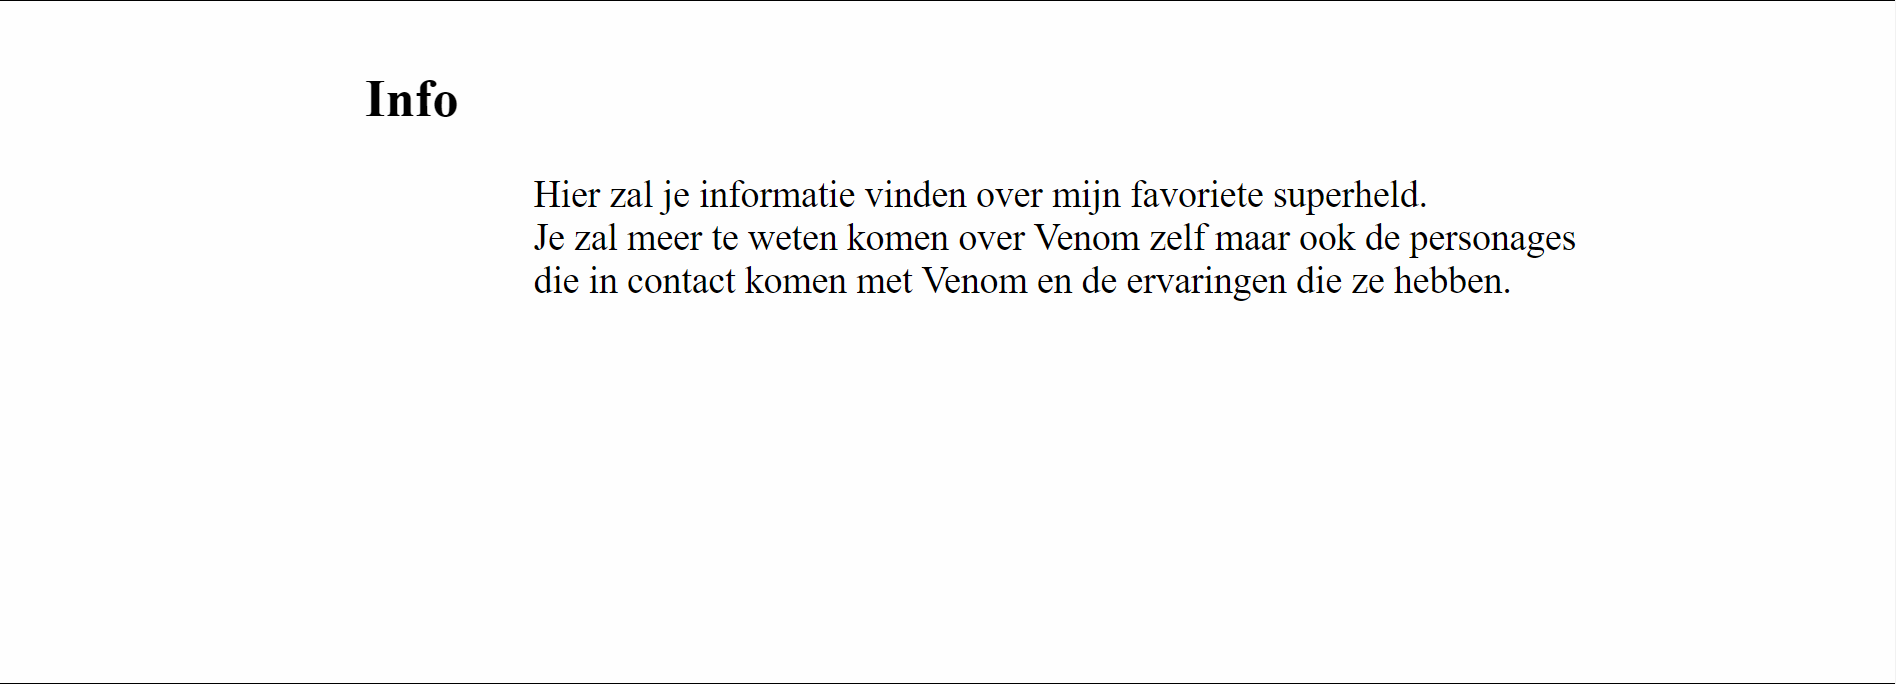 Info
Hier zal je informatie vinden over mijn favoriete superheld.
Je zal meer te weten komen over Venom zelf maar ook de personages
die in contact komen met Venom en de ervaringen die ze hebben.